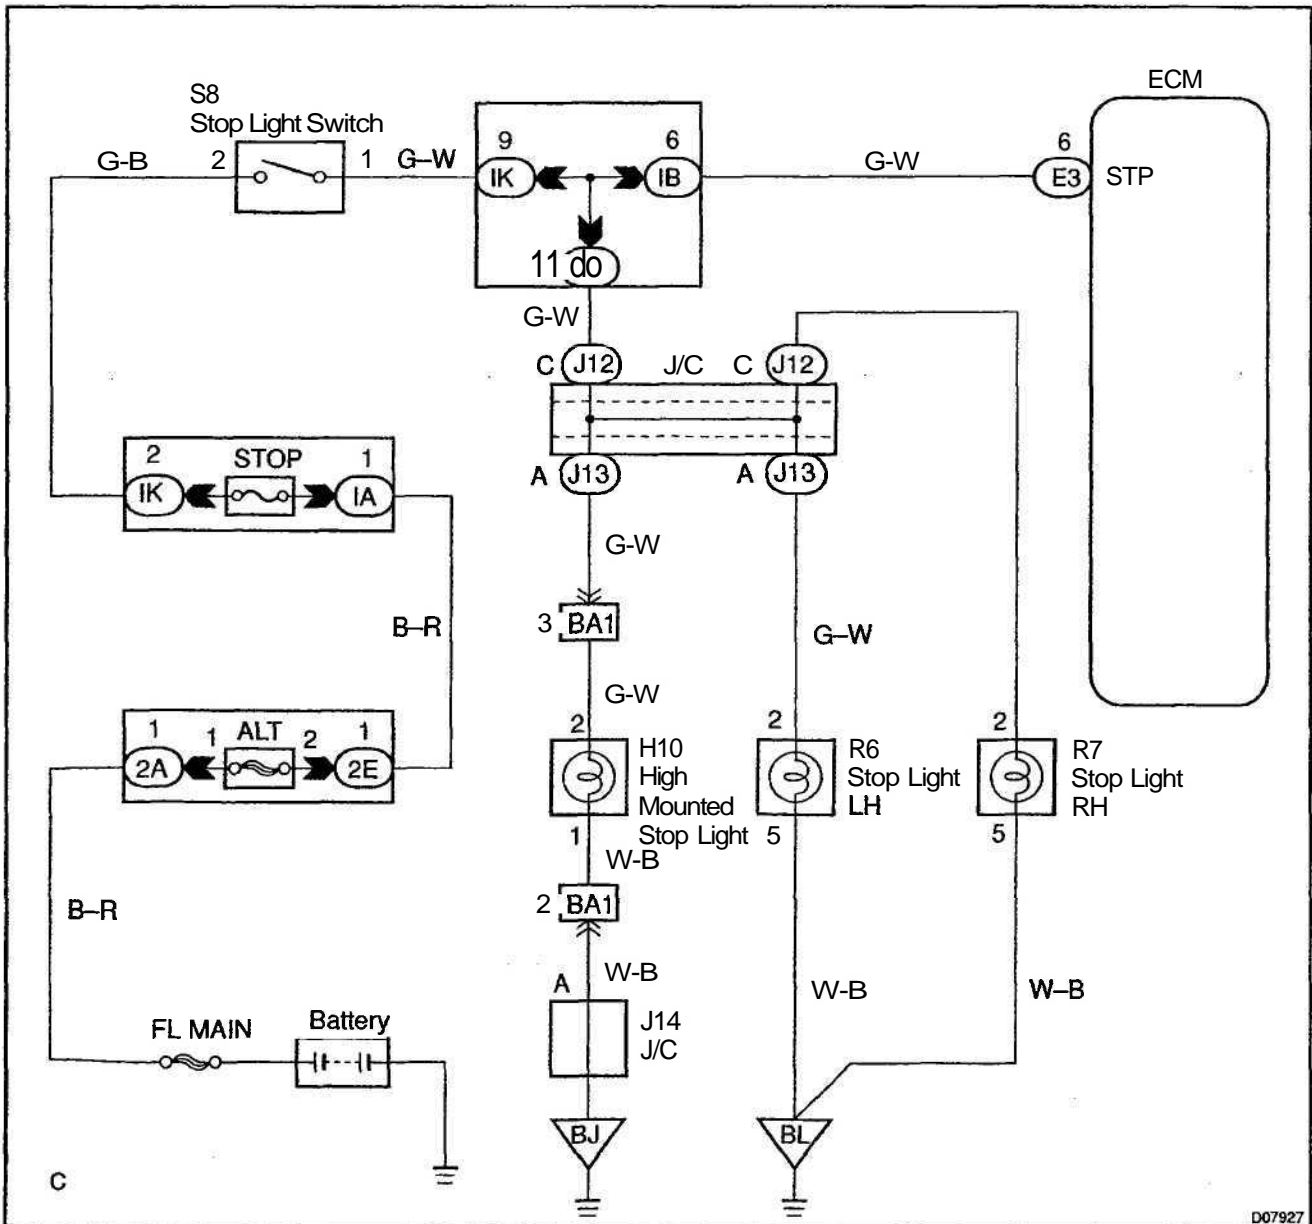 ECM
S8
Stop Light Switch
G-B
2
1
G–W
9
IK
6
IB
11
G-W
6
E3
STP
G-W
C
J12
J/C
C
J12
A
J13
A
J13
2
IK
STOP
1
IA
G-W
B–R
3
BA1
G–W
G-W
1
2A
1
ALT
2
1
2E
2
H10
High
Mounted
Stop Light
1
2
R6
Stop Light
LH
5
2
R7
Stop Light
RH
5
W-B
2
BA1
B–R
A
W-B
W-B
W–B
J14
J/C
FL MAIN
Battery
BJ
BL
C
D07927